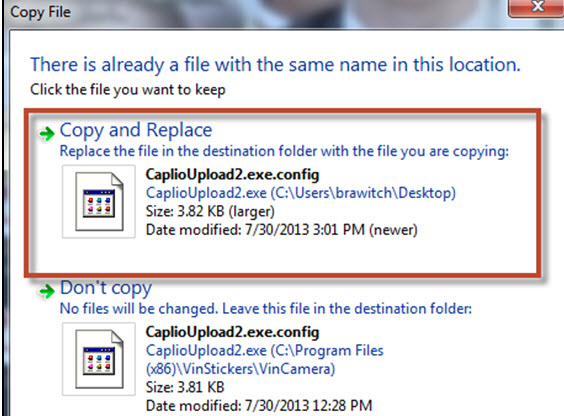 Copy File
There is already a file with the same name in this location.
Click the file you want to keep
Copy and Replace
Replace the file in the destination folder with the file you are copying:
CaplioUpload2.exe.config
CaplioUpload2.exe (C:\Users\brawitch\Desktop)
Size: 3.82 KB (larger)
Date modified: 7/30/2013 3:01 PM (newer)
Don't copy
No files will be changed. Leave this file in the destination folder:
CaplioUpload2.exe.config
CaplioUpload2.exe (C:\Program Files
(x86)\VinStickers\VinCamera)
Size: 3.81 KB
Date modified: 7/30/2013 12:28 PM